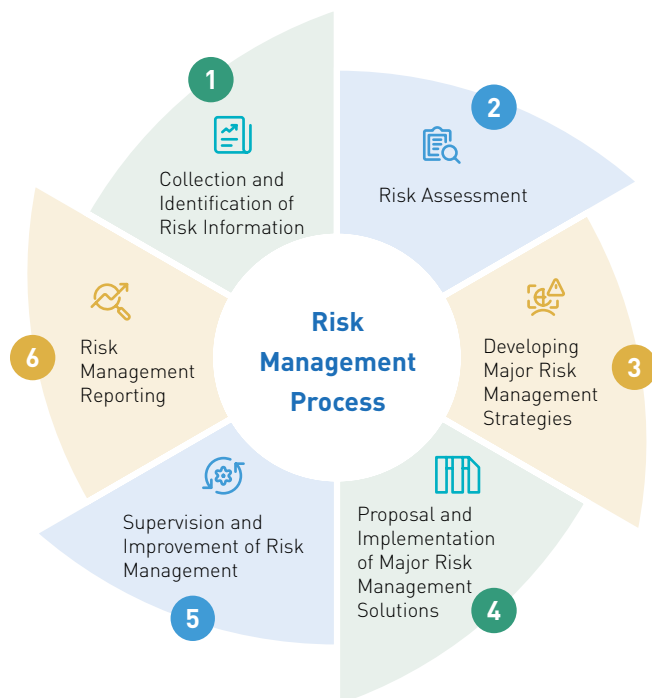 1
Collection and
Identification of
Risk Information
2
Risk Assessment
3
Developing
Major Risk
Management
Strategies
4
Proposal and
Implementation
of Major Risk
Management
Solutions
5
Supervision and
Improvement of Risk
Management
6
Risk
Management
Reporting
Risk
Management
Process